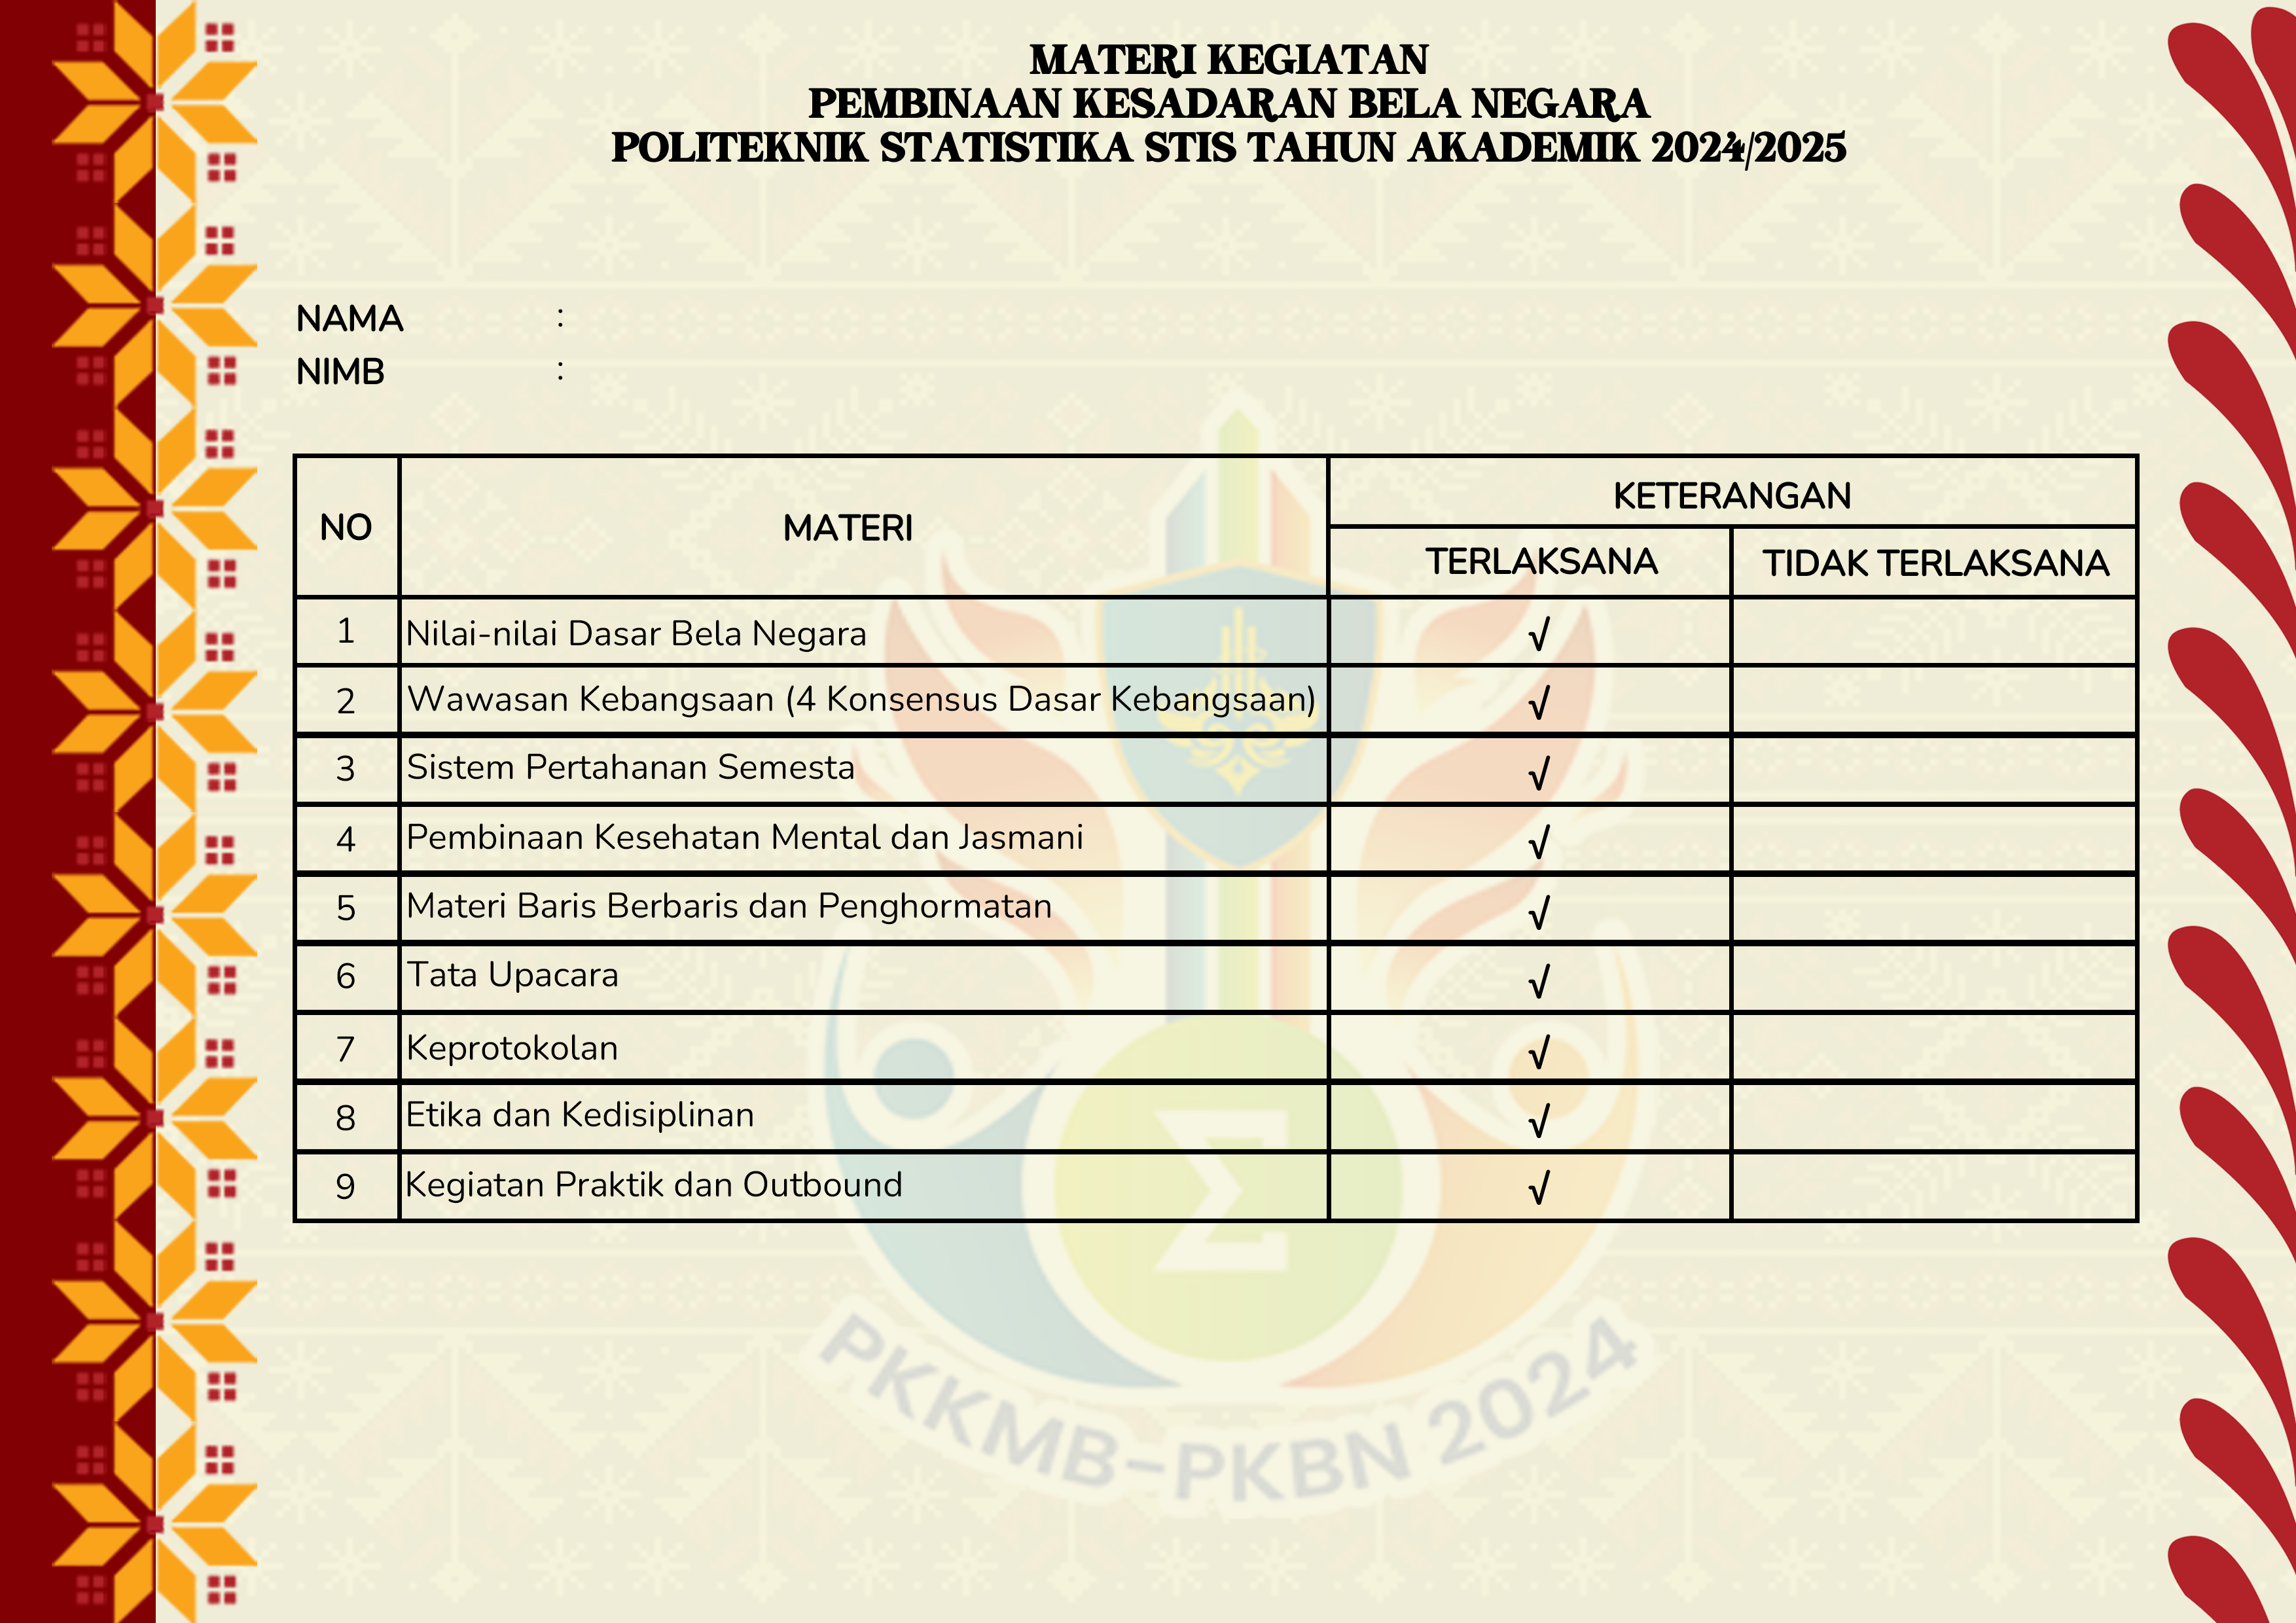 MATERI KEGIATAN
PEMBINAAN KESADARAN BELA NEGARA
POLITEKNIK STATISTIKA STIS TAHUN AKADEMIK 2024/2025
NAMA :
NIMB :
NO MATERI KETERANGAN
TERLAKSANA TIDAK TERLAKSANA
1 Nilai-nilai Dasar Bela Negara √
2 Wawasan Kebangsaan (4 Konsensus Dasar Kebangsaan) √
3 Sistem Pertahanan Semesta √
4 Pembinaan Kesehatan Mental dan Jasmani √
5 Materi Baris Berbaris dan Penghormatan √
6 Tata Upacara √
7 Keprotokolan √
8 Etika dan Kedisiplinan √
9 Kegiatan Praktik dan Outbound √
Σ
PKKMB-PKBN 2024